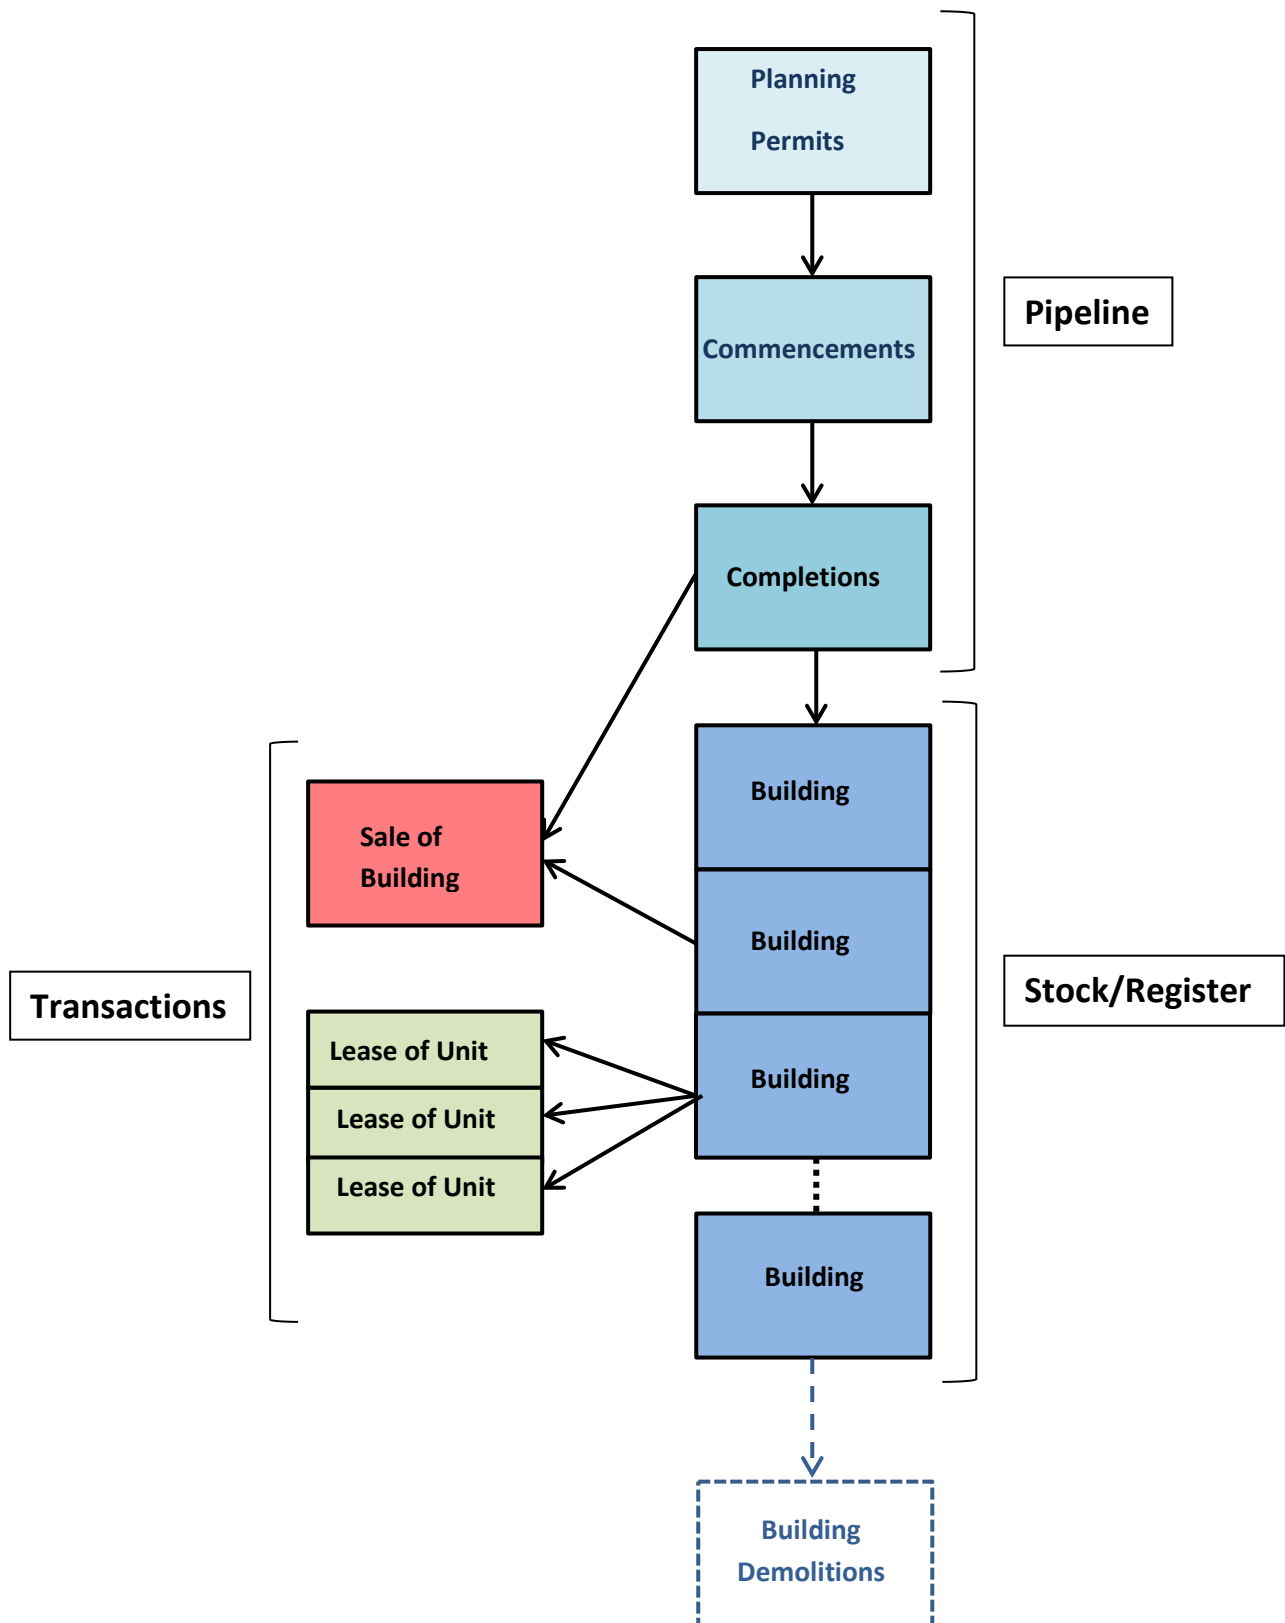 Planning
Permits
Pipeline
Commencements
Completions
Building
Sale of
Building
Building
Transactions
Stock/Register
Lease of Unit
Building
Lease of Unit
Lease of Unit
Building
Building
Demolitions